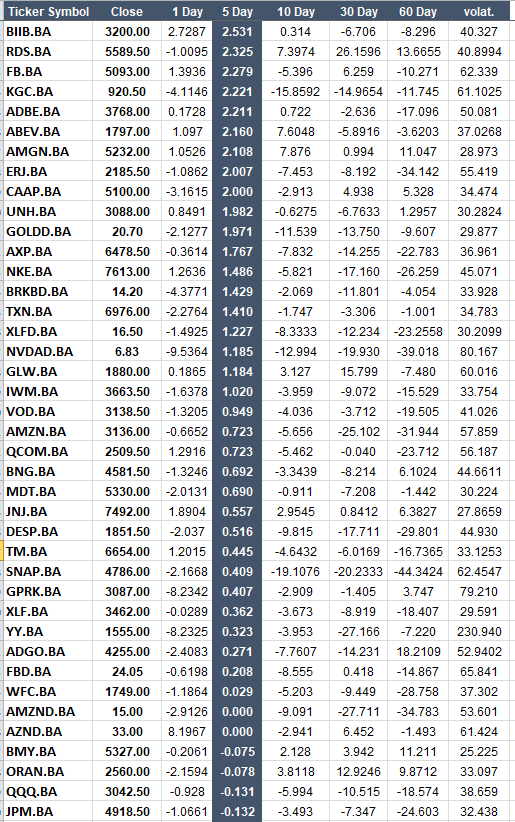 Ticker Symbol Close 1 Day 5 Day 10 Day 30 Day 60 Day volat.
BIIB.BA 3200.00 2.7287 2.531 0.314 -6.706 -8.296 40.327
RDS.BA 5589.50 -1.0095 2.325 7.3974 26.1596 13.6655 40.8994
FB.BA 5093.00 1.3936 2.279 -5.396 6.259 -10.271 62.339
KGC.BA 920.50 -4.1146 2.221 -15.8592 -14.9654 -11.745 61.1025
ADBE.BA 3768.00 0.1728 2.211 0.722 -2.636 -17.096 50.081
ABEV.BA 1797.00 1.097 2.160 7.6048 -5.8916 -3.6203 37.0268
AMGN.BA 5232.00 1.0526 2.108 7.876 0.994 11.047 28.973
ERJ.BA 2185.50 -1.0862 2.007 -7.453 -8.192 -34.142 55.419
CAAP.BA 5100.00 -3.1615 2.000 -2.913 4.938 5.328 34.474
UNH.BA 3088.00 0.8491 1.982 -0.6275 -6.7633 1.2957 30.2824
GOLDD.BA 20.70 -2.1277 1.971 -11.539 -13.750 -9.607 29.877
AXP.BA 6478.50 -0.3614 1.767 -7.832 -14.255 -22.783 36.961
NKE.BA 7613.00 1.2636 1.486 -5.821 -17.160 -26.259 45.071
BRKBD.BA 14.20 -4.3771 1.429 -2.069 -11.801 -4.054 33.928
TXN.BA 6976.00 -2.2764 1.410 -1.747 -3.306 -1.001 34.783
XLFD.BA 16.50 -1.4925 1.227 -8.3333 -12.234 -23.2558 30.2099
NVDAD.BA 6.83 -9.5364 1.185 -12.994 -19.930 -39.018 80.167
GLW.BA 1880.00 0.1865 1.184 3.127 15.799 -7.480 60.016
IWM.BA 3663.50 -1.6378 1.020 -3.959 -9.072 -15.529 33.754
VOD.BA 3138.50 -1.3205 0.949 -4.036 -3.712 -19.505 41.026
AMZN.BA 3136.00 -0.6652 0.723 -5.656 -25.102 -31.944 57.859
QCOM.BA 2509.50 1.2916 0.723 -5.462 -0.040 -23.712 56.187
BNG.BA 4581.50 -1.3246 0.692 -3.3439 -8.214 6.1024 44.6611
MDT.BA 5330.00 -2.0131 0.690 -0.911 -7.208 -1.442 30.224
JNJ.BA 7492.00 1.8904 0.557 2.9545 0.8412 6.3827 27.8659
DESP.BA 1851.50 -2.037 0.516 -9.815 -17.711 -29.801 44.930
TM.BA 6654.00 1.2015 0.445 -4.6432 -6.0169 -16.7365 33.1253
SNAP.BA 4786.00 -2.1668 0.409 -19.1076 -20.2333 -44.3424 62.4547
GPRK.BA 3087.00 -8.2342 0.407 -2.909 -1.405 3.747 79.210
XLF.BA 3462.00 -0.0289 0.362 -3.673 -8.919 -18.407 29.591
YY.BA 1555.00 -8.2325 0.323 -3.953 -27.166 -7.220 230.940
ADGO.BA 4255.00 -2.4083 0.271 -7.7607 -14.231 18.2109 52.9402
FBD.BA 24.05 -0.6198 0.208 -8.555 0.418 -14.867 65.841
WFC.BA 1749.00 -1.1864 0.029 -5.203 -9.449 -28.758 37.302
AMZND.BA 15.00 -2.9126 0.000 -9.091 -27.711 -34.783 53.601
AZND.BA 33.00 8.1967 0.000 -2.941 6.452 -1.493 61.424
BMY.BA 5327.00 -0.2061 -0.075 2.128 3.942 11.211 25.225
ORAN.BA 2560.00 -2.1594 -0.078 3.8118 12.9246 9.8712 33.097
QQQ.BA 3042.50 -0.928 -0.131 -5.994 -10.515 -18.574 38.659
JPM.BA 4918.50 -1.0661 -0.132 -3.493 -7.347 -24.603 32.438